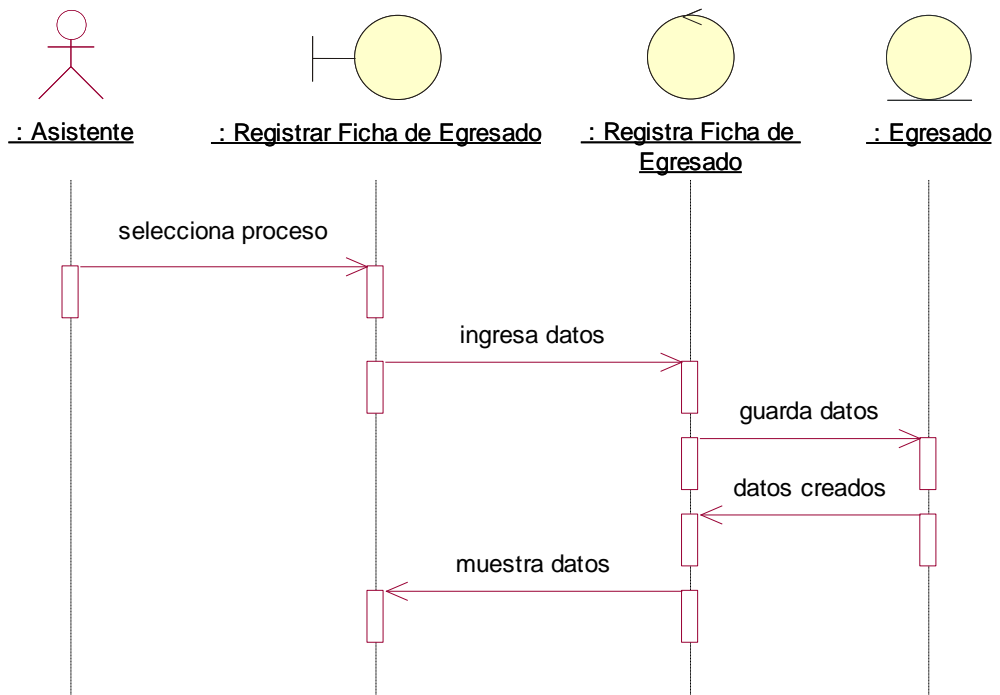 : Asistente
: Registrar Ficha de Egresado
: Registra Ficha de
Egresado
: Egresado
selecciona proceso
ingresa datos
guarda datos
datos creados
muestra datos